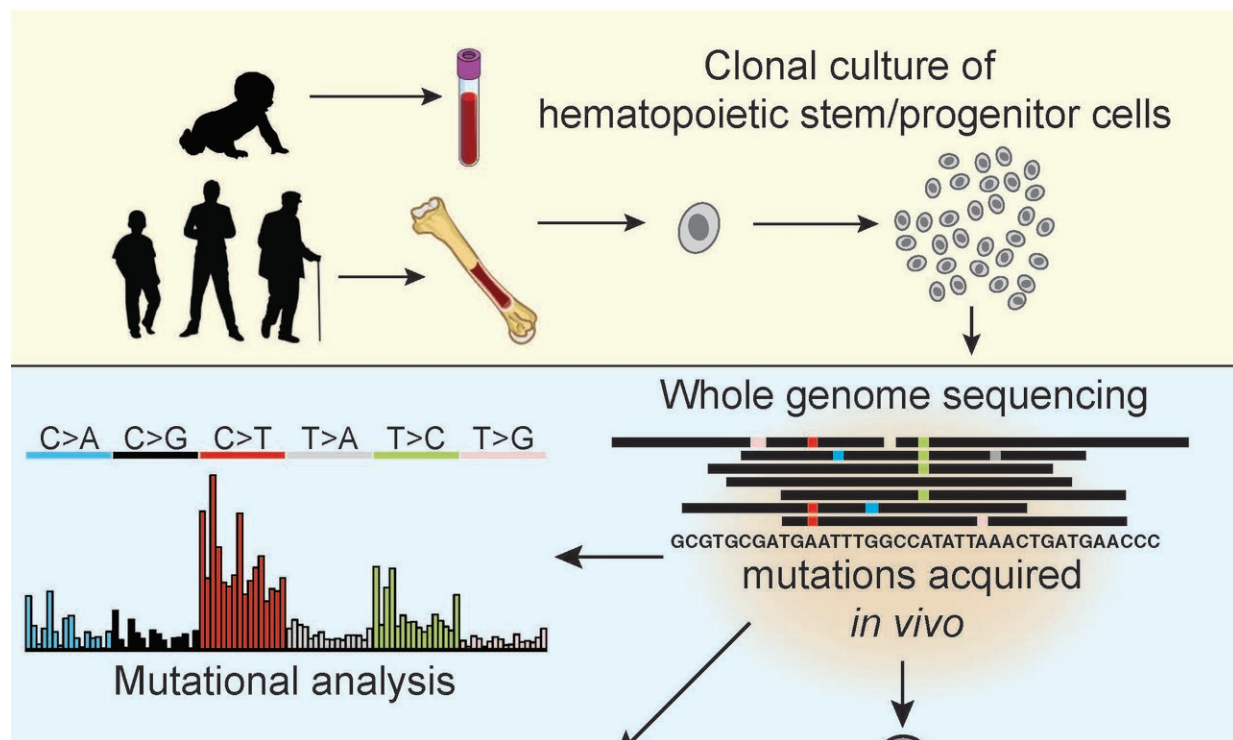 Clonal culture of
hematopoietic stem/progenitor cells
Whole genome sequencing
C>A C>G C>T T>A T>C T>G
GCGTGCGATGAATTTGGCCATATTAAACTGATGAACCC
mutations acquired
in vivo
Mutational analysis